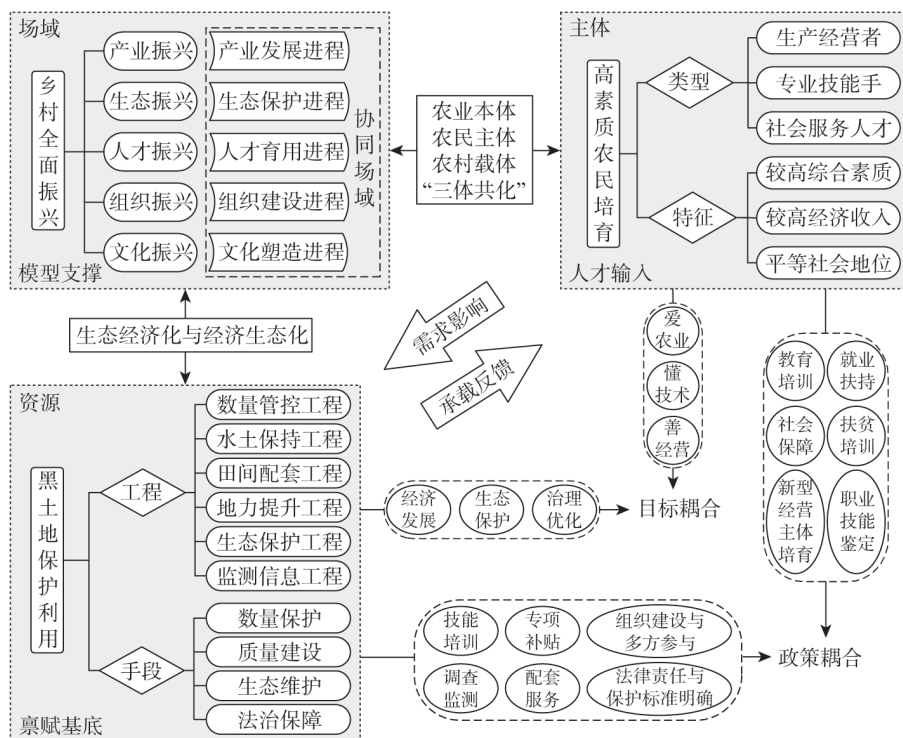 场域
乡村全面振兴
产业振兴
生态振兴
人才振兴
组织振兴
文化振兴
产业发展进程
生态保护进程
人才育用进程
组织建设进程
文化塑造进程
协同场域
模型支撑
农业本体
农民主体
农村载体
“三体共化”
主体
高素质农民培育
类型
生产经营者
专业技能手
社会服务人才
特征
较高综合素质
较高经济收入
平等社会地位
人才输入
生态经济化与经济生态化
需求影响
承载反馈
爱
农业
懂
技术
善
经营
教育
培训
就业
扶持
社会
保障
扶贫
培训
新型
经营
主体
培育
职业
技能
鉴定
资源
黑土地保护利用
工程
数量管控工程
水土保持工程
田间配套工程
地力提升工程
生态保护工程
监测信息工程
手段
数量保护
质量建设
生态维护
法治保障
禀赋基底
经济
发展
生态
保护
治理
优化
目标耦合
技能
培训
专项
补贴
组织建设与
多方参与
调查
监测
配套
服务
法律责任与
保护标准明确
政策耦合